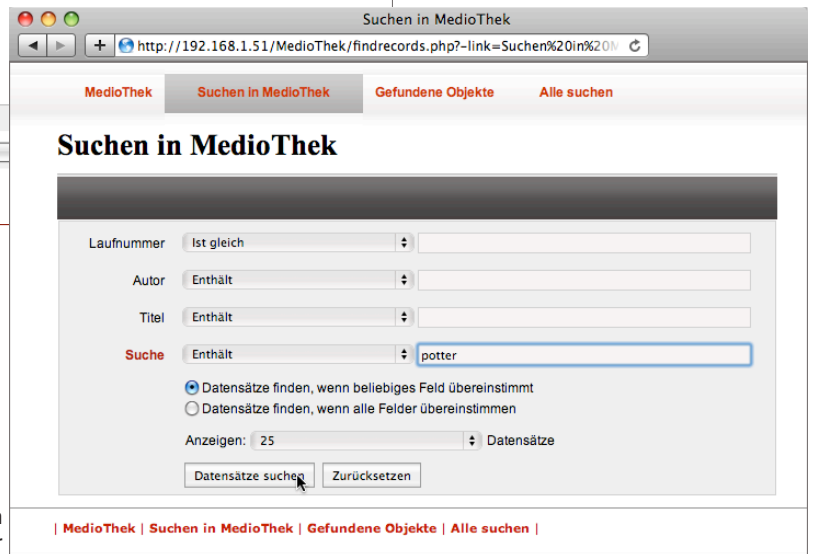 Suchen in MedioThek
http://192.168.1.51/MedioThek/findrecords.php?-link=Suchen%20in%20M
MedioThek Suchen in MedioThek Gefundene Objekte Alle suchen
Suchen in MedioThek
Laufnummer Ist gleich
Autor Enthält
Titel Enthält
Suche Enthält potter
Datensätze finden, wenn beliebiges Feld übereinstimmt
Datensätze finden, wenn alle Felder übereinstimmen
Anzeigen: 25 Datensätze
Datensätze suchen Zurücksetzen
| MedioThek | Suchen in MedioThek | Gefundene Objekte | Alle suchen |